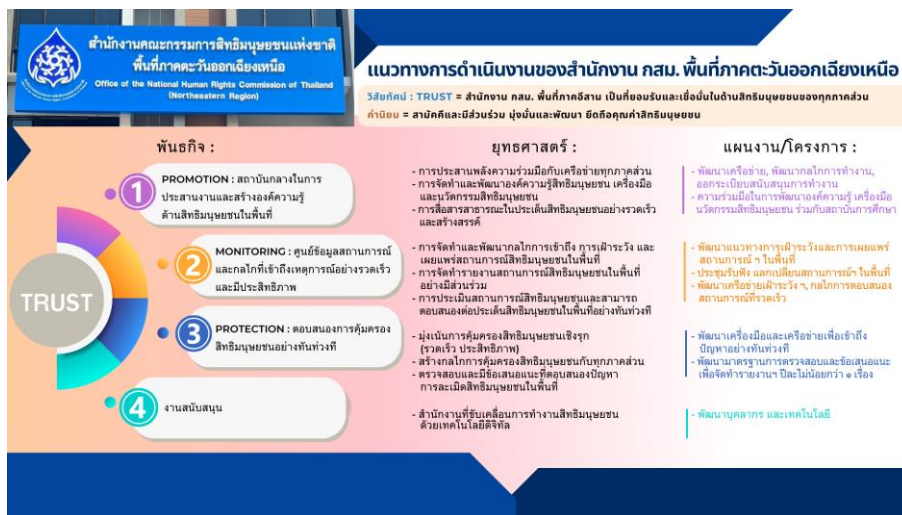 สำนักงานคณะกรรมการสิทธิมนุษยชนแห่งชาติ
พื้นที่ภาคตะวันออกเฉียงเหนือ
Office of the National Human Rights Commission of Thailand
(Northeastern Region)
แนวทางการดำเนินงานของสำนักงาน กสม. พื้นที่ภาคตะวันออกเฉียงเหนือ
วิสัยทัศน์ : TRUST = สำนักงาน กสม. พื้นที่ภาคอีสาน เป็นที่ยอมรับและเชื่อมั่นในด้านสิทธิมนุษยชนของทุกภาคส่วน
ค่านิยม = สามัคคีและมีส่วนร่วม มุ่งมั่นและพัฒนา ยึดถือคุณค่าสิทธิมนุษยชน
พันธกิจ :
TRUST
1
PROMOTION : สถาบันกลางในการ
ประสานงานและสร้างองค์ความรู้
ด้านสิทธิมนุษยชนในพื้นที่
2
MONITORING : ศูนย์ข้อมูลสถานการณ์
และกลไกที่เข้าถึงเหตุการณ์อย่างรวดเร็ว
และมีประสิทธิภาพ
3
PROTECTION : ตอบสนองการคุ้มครอง
สิทธิมนุษยชนอย่างทันท่วงที
4
งานสนับสนุน
ยุทธศาสตร์ :
- การประสานพลังความร่วมมือกับเครือข่ายทุกภาคส่วน
- การจัดทำและพัฒนาองค์ความรู้สิทธิมนุษยชน เครื่องมือ
และนวัตกรรมสิทธิมนุษยชน
- การสื่อสารสาธารณะในประเด็นสิทธิมนุษยชนอย่างรวดเร็ว
และสร้างสรรค์
- การจัดทำและพัฒนากลไกการเข้าถึง การเฝ้าระวัง และ
เผยแพร่สถานการณ์สิทธิมนุษยชนในพื้นที่
- การจัดทำรายงานสถานการณ์สิทธิมนุษยชนในพื้นที่
อย่างมีส่วนร่วม
- การประเมินสถานการณ์สิทธิมนุษยชนและสามารถ
ตอบสนองต่อประเด็นสิทธิมนุษยชนในพื้นที่อย่างทันท่วงที
- มุ่งเน้นการคุ้มครองสิทธิมนุษยชนเชิงรุก
(รวดเร็ว ประสิทธิภาพ)
- สร้างกลไกการคุ้มครองสิทธิมนุษยชนกับทุกภาคส่วน
- ตรวจสอบและมีข้อเสนอแนะที่ตอบสนองปัญหา
การละเมิดสิทธิมนุษยชนในพื้นที่
- สำนักงานที่ขับเคลื่อนการทำงานสิทธิมนุษยชน
ด้วยเทคโนโลยีดิจิทัล
แผนงาน/โครงการ :
- พัฒนาเครือข่าย, พัฒนากลไกการทำงาน,
ออกระเบียบสนับสนุนการทำงาน
- ความร่วมมือในการพัฒนาองค์ความรู้ เครื่องมือ
นวัตกรรมสิทธิมนุษยชน ร่วมกับสถาบันการศึกษา
- พัฒนาแนวทางการเฝ้าระวังและการเผยแพร่
สถานการณ์ ฯ ในพื้นที่
- ประชุมรับฟัง แลกเปลี่ยนสถานการณ์ฯ ในพื้นที่
- พัฒนาเครือข่ายเฝ้าระวัง ฯ, กลไกการตอบสนอง
สถานการณ์ที่รวดเร็ว
- พัฒนาเครื่องมือและเครือข่ายเพื่อเข้าถึง
ปัญหาอย่างทันท่วงที
- พัฒนามาตรฐานการตรวจสอบและข้อเสนอแนะ
เพื่อจัดทำรายงานฯ ปีละไม่น้อยกว่า ๑ เรื่อง
- พัฒนาบุคลากร และเทคโนโลยี